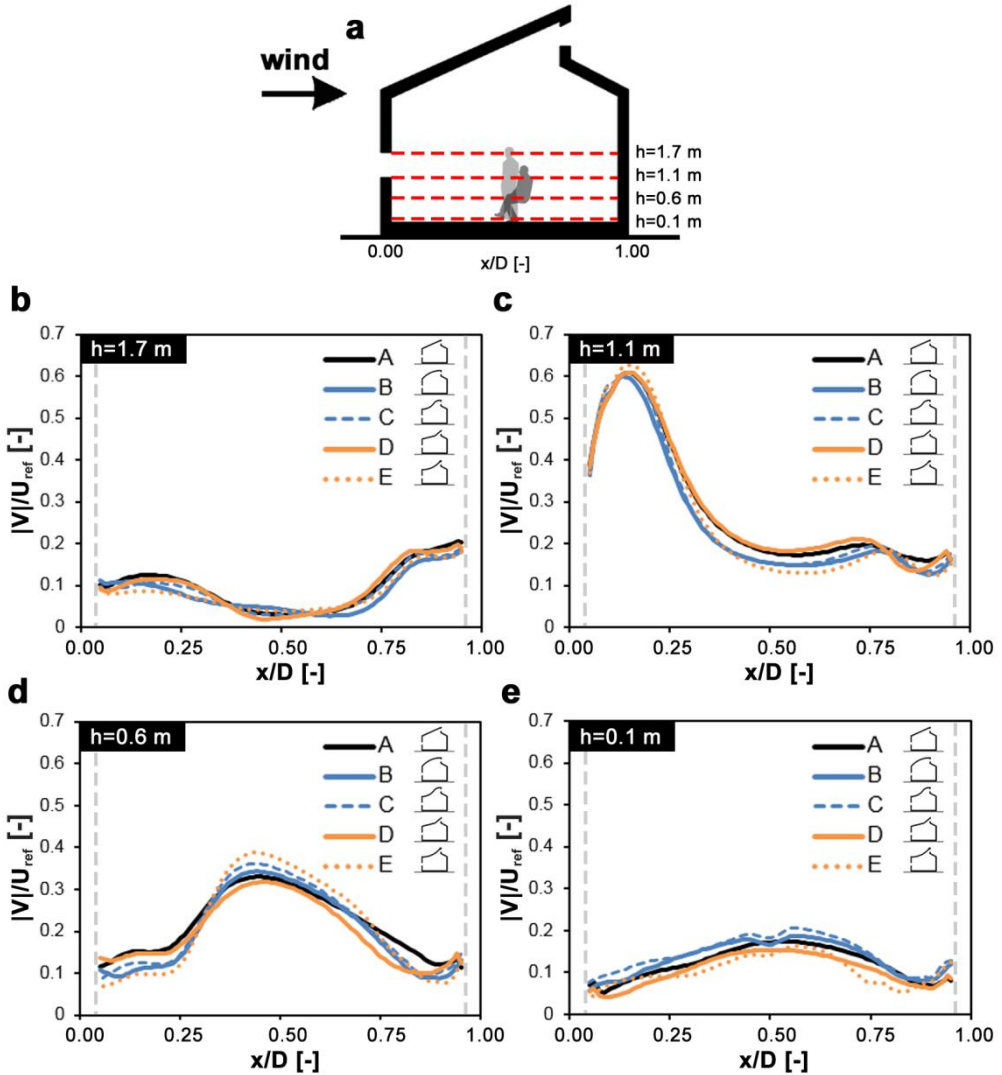 a
wind
h=1.7 m
h=1.1 m
h=0.6 m
h=0.1 m
0.00
1.00
x/D [-]
b
h=1.7 m
0.7
0.6
0.5
0.4
0.3
0.2
0.1
0
|V|/Uref [-]
A
B
C
D
E
0.00
0.25
0.50
0.75
1.00
x/D [-]
c
h=1.1 m
0.7
0.6
0.5
0.4
0.3
0.2
0.1
0
|V|/Uref [-]
A
B
C
D
E
0.00
0.25
0.50
0.75
1.00
x/D [-]
d
h=0.6 m
0.7
0.6
0.5
0.4
0.3
0.2
0.1
0
|V|/Uref [-]
A
B
C
D
E
0.00
0.25
0.50
0.75
1.00
x/D [-]
e
h=0.1 m
0.7
0.6
0.5
0.4
0.3
0.2
0.1
0
|V|/Uref [-]
A
B
C
D
E
0.00
0.25
0.50
0.75
1.00
x/D [-]